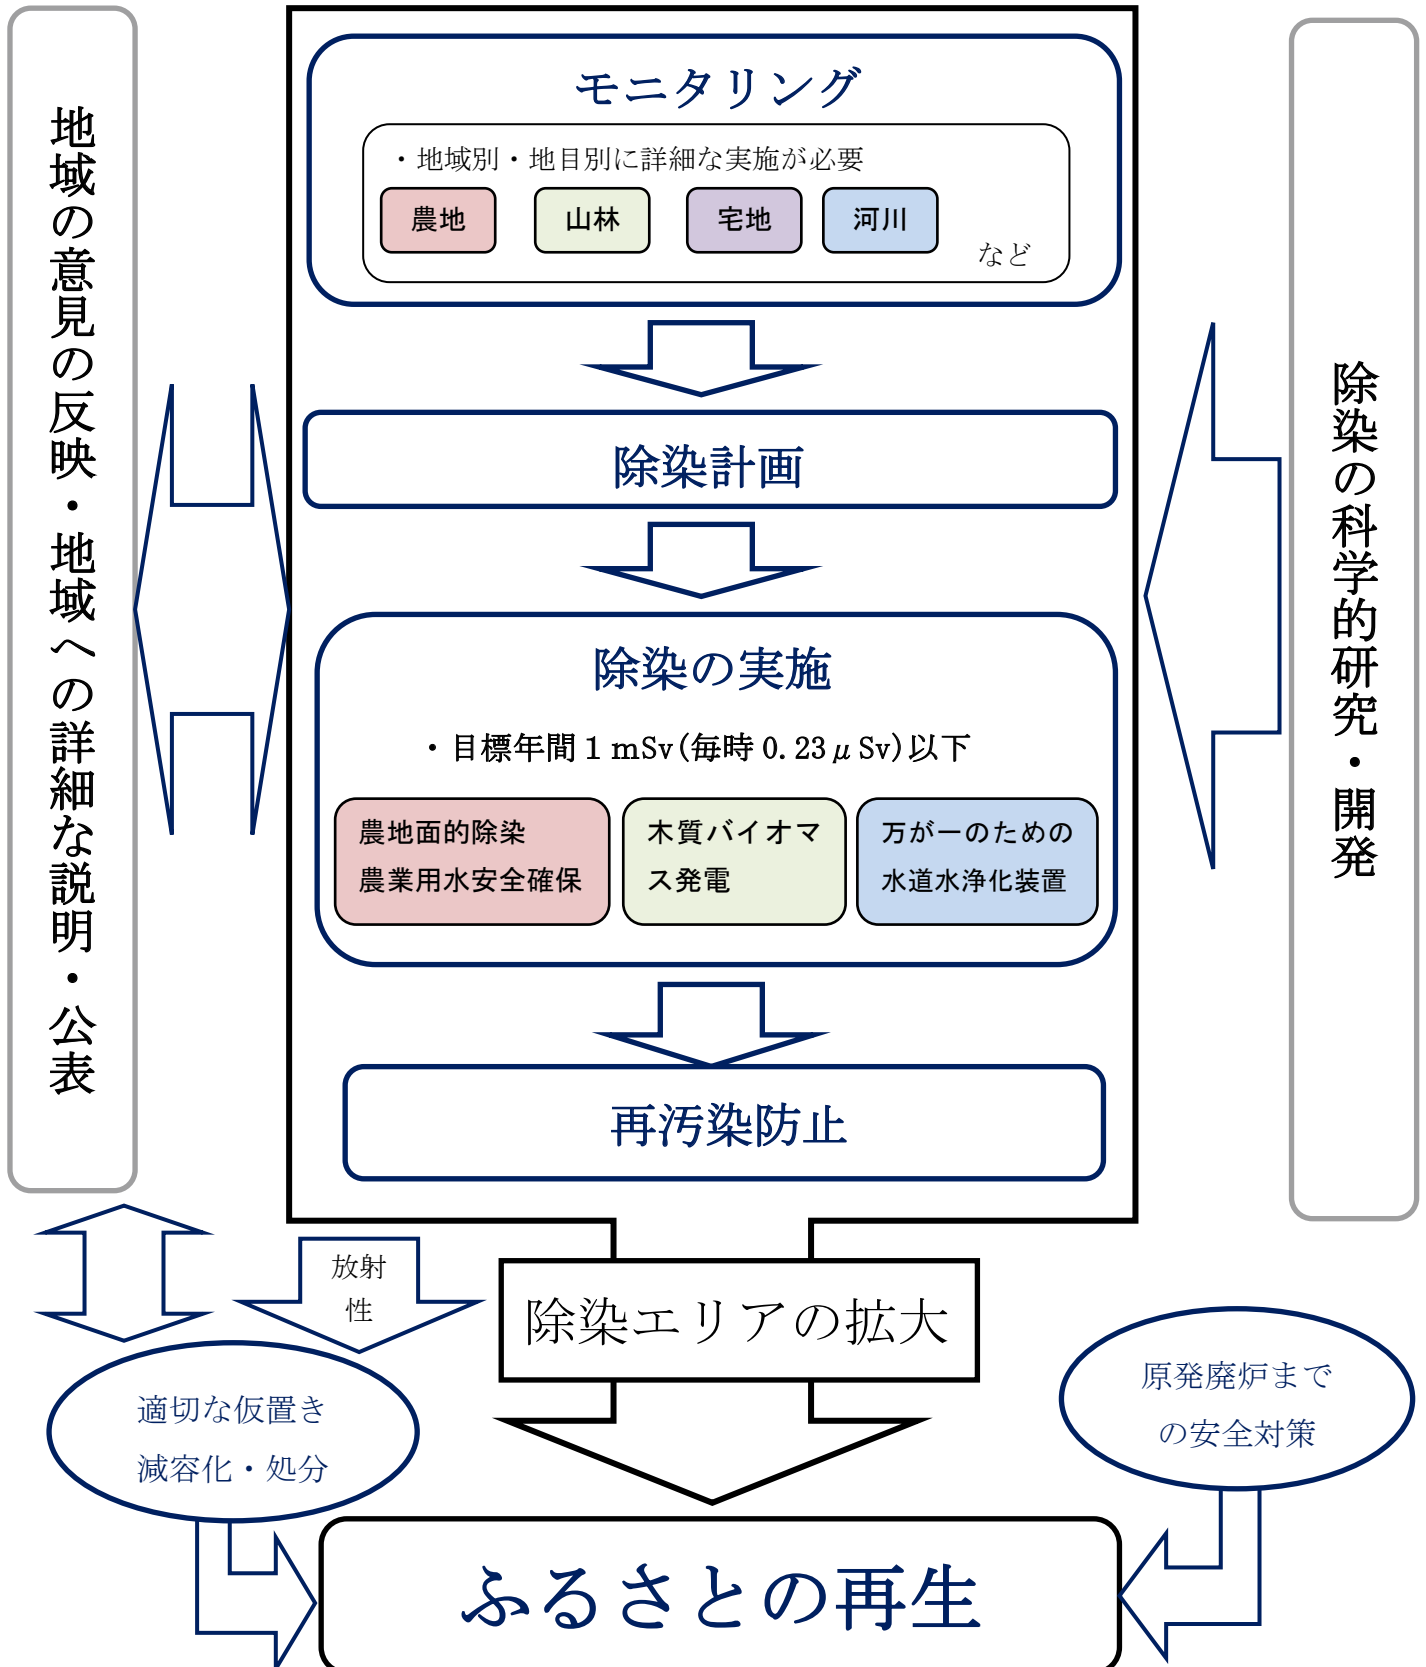 地域の意見の反映・地域への詳細な説明・公表
モニタリング
・地域別・地目別に詳細な実施が必要
農地
山林
宅地
河川
など
除染計画
除染の実施
・目標年間１mSv(毎時0.23μSv)以下
農地面的除染
農業用水安全確保
木質バイオマ
ス発電
万が一のための
水道水浄化装置
再汚染防止
除染の科学的研究・開発
放射
性
除染エリアの拡大
適切な仮置き
減容化・処分
原発廃炉まで
の安全対策
ふるさとの再生